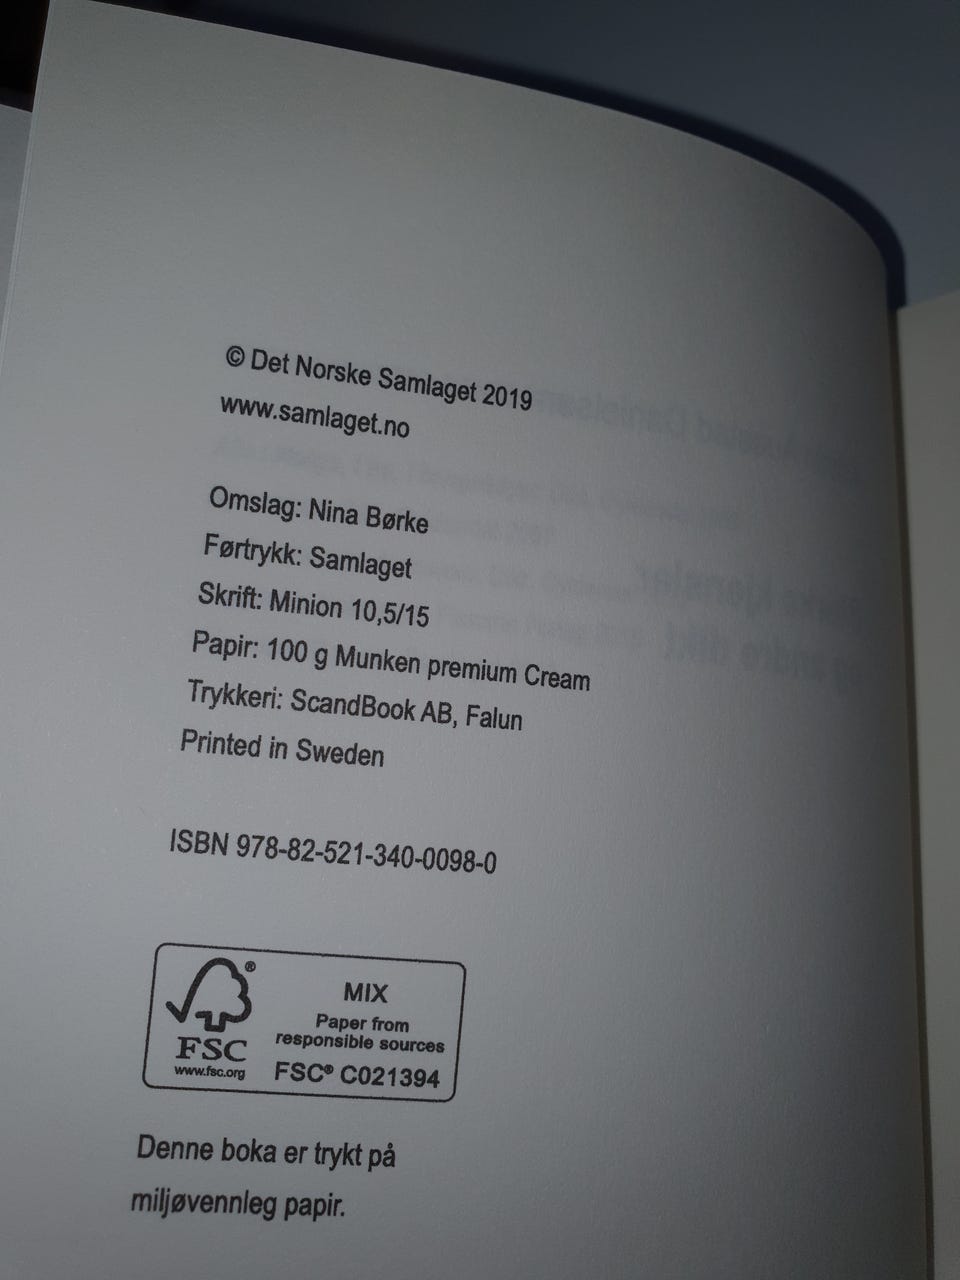 © Det Norske Samlaget 2019
www.samlaget.no
Omslag: Nina Børke
Førtrykk: Samlaget
Skrift: Minion 10,5/15
Papir: 100 g Munken premium Cream
Trykkeri: ScandBook AB, Falun
Printed in Sweden
ISBN 978-82-521-340-0098-0
®
FSC
www.fsc.org
MIX
Paper from
responsible sources
FSC® C021394
Denne boka er trykt på
miljøvennleg papir.